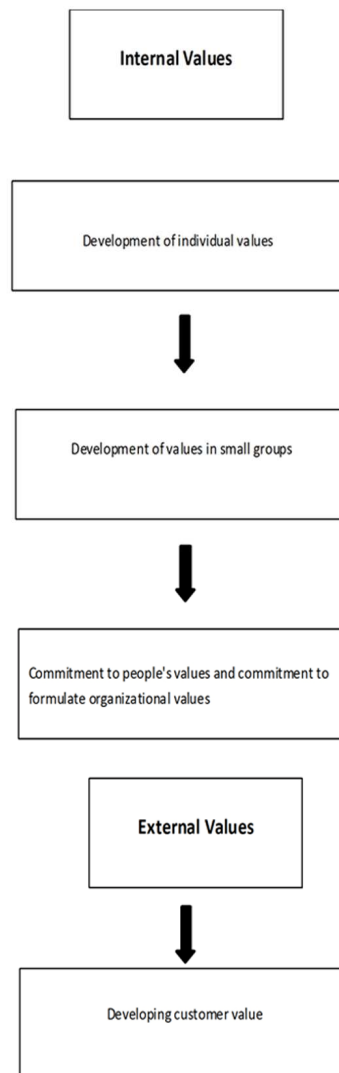 Internal Values
Development of individual values
Development of values in small groups
Commitment to people's values and commitment to
formulate organizational values
External Values
Developing customer value